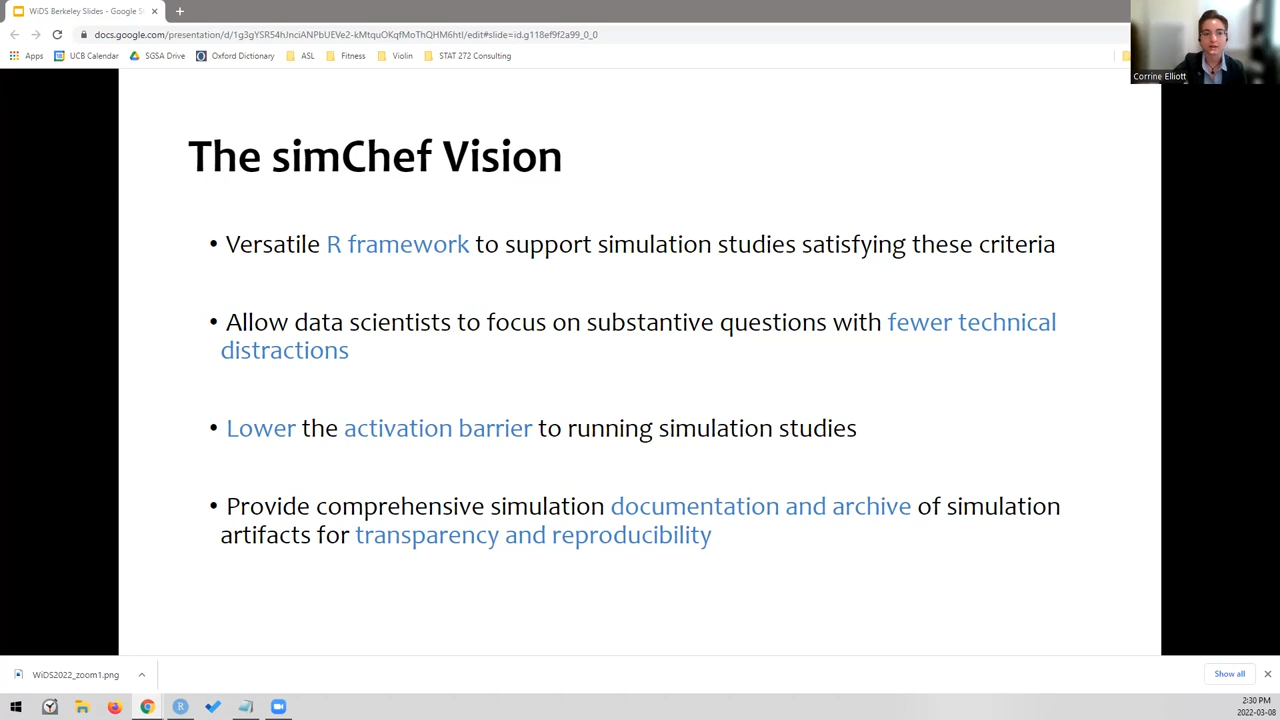 WiDS Berkeley Slides - Google S
docs.google.com/presentation/d/1g3gYSR54hJnciANPbUEVe2-kMtquOKqfMoThQHM6htI/edit#slide=id.g118ef9f2a99_0_0
Apps UCB Calendar SGSA Drive Oxford Dictionary ASL Fitness Violin STAT 272 Consulting
Corrine Elliott
The simChef Vision
• Versatile R framework to support simulation studies satisfying these criteria
• Allow data scientists to focus on substantive questions with fewer technical
distractions
• Lower the activation barrier to running simulation studies
• Provide comprehensive simulation documentation and archive of simulation
artifacts for transparency and reproducibility
WiDS2022_zoom1.png
Show all
2:30 PM
2022-03-08